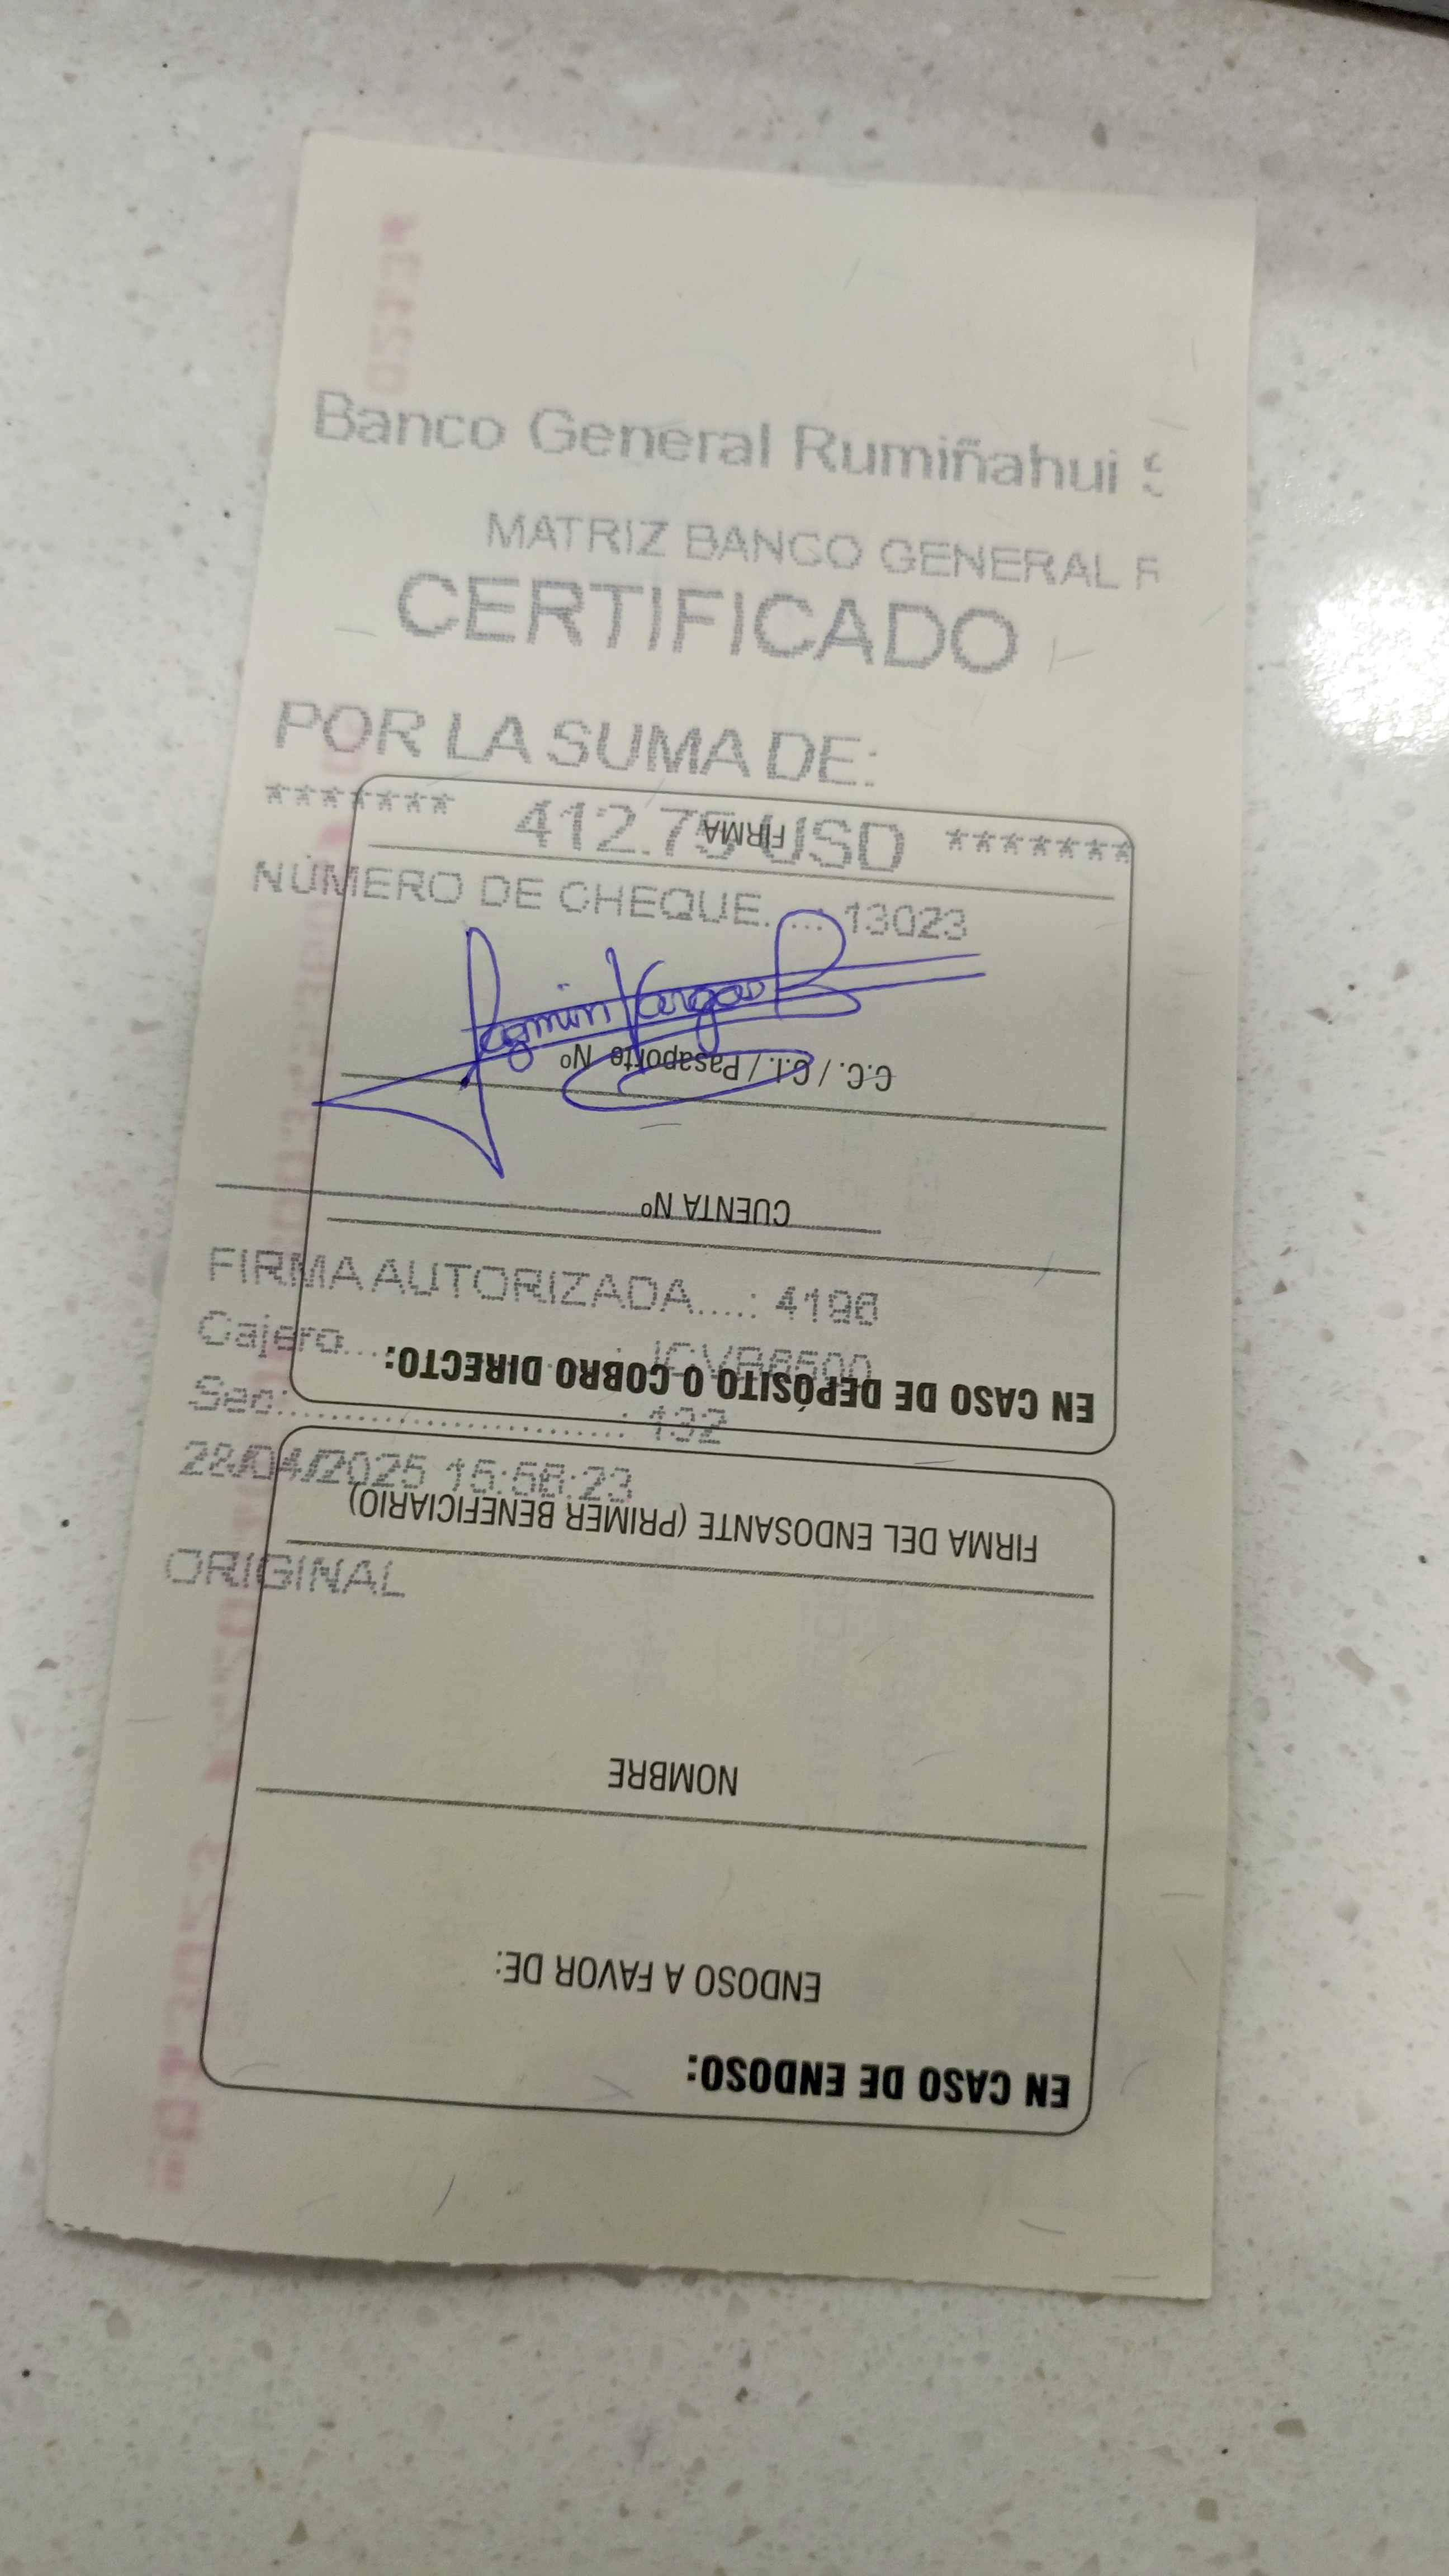 Banco General Rumiñahui S
MATRIZ BANCO GENERAL R
CERTIFICADO
POR LA SUMA DE:
******* 412.75 USD *******
NÚMERO DE CHEQUE. ...: 13023
FIRMA AUTORIZADA....: 4196
Cajero
Sec: : 132
28/04/2025 15:58:23
ORIGINAL
EN CASO DE ENDOSO:
ENDOSO A FAVOR DE:
NOMBRE
FIRMA DEL ENDOSANTE (PRIMER BENEFICIARIO)
EN CASO DE DEPÓSITO O COBRO DIRECTO:
CUENTA Nº
C.C. / C.I. / Pasaporte Nº
FIRMA